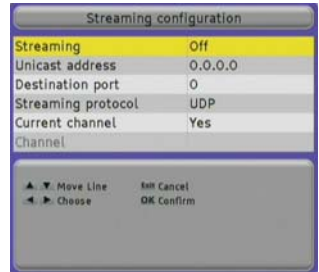 Streaming configuration
Streaming Off
Unicast address 0.0.0.0
Destination port 0
Streaming protocol UDP
Current channel Yes
Channel
Move Line Exit Cancel
Choose OK Confirm